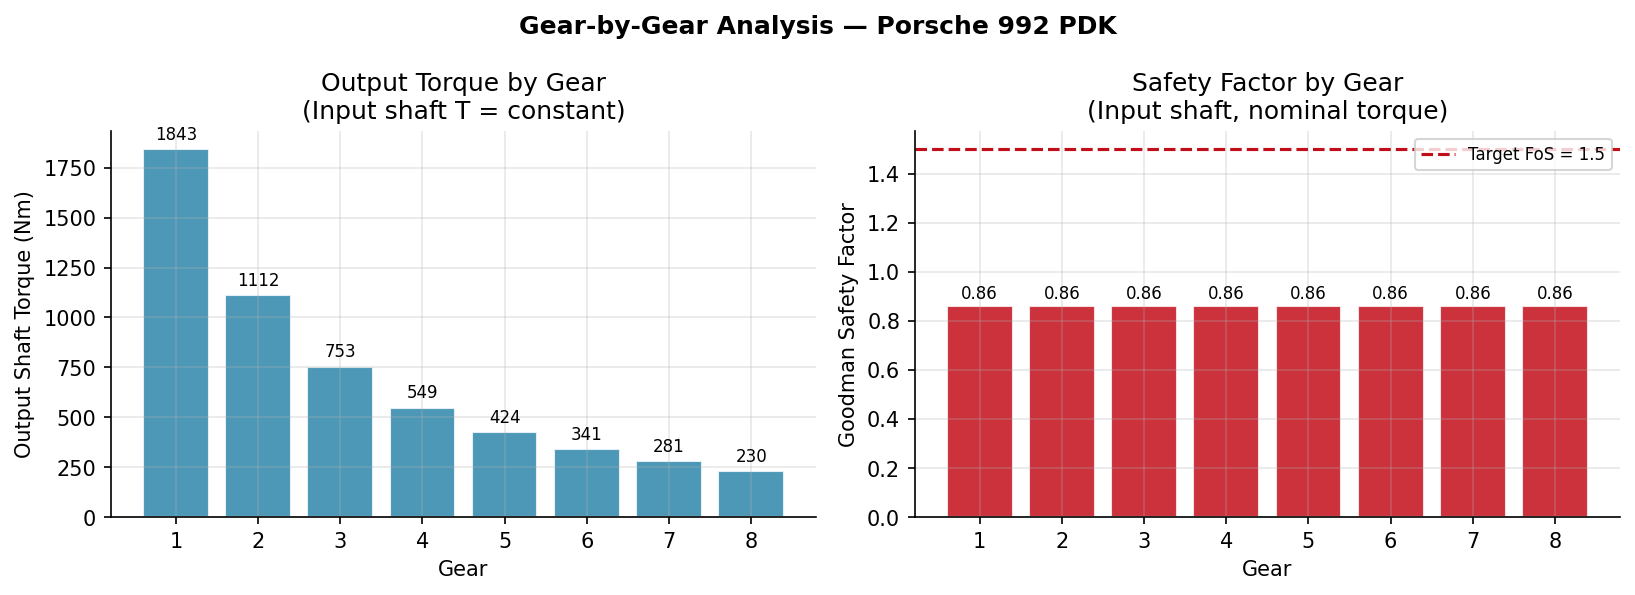 Gear-by-Gear Analysis — Porsche 992 PDK
Output Torque by Gear
(Input shaft T = constant)
Output Shaft Torque (Nm)
1750
1500
1250
1000
750
500
250
0
1843
1112
753
549
424
341
281
230
1 2 3 4 5 6 7 8
Gear
Safety Factor by Gear
(Input shaft, nominal torque)
Target FoS = 1.5
Goodman Safety Factor
1.4
1.2
1.0
0.8
0.6
0.4
0.2
0.0
0.86 0.86 0.86 0.86 0.86 0.86 0.86 0.86
1 2 3 4 5 6 7 8
Gear